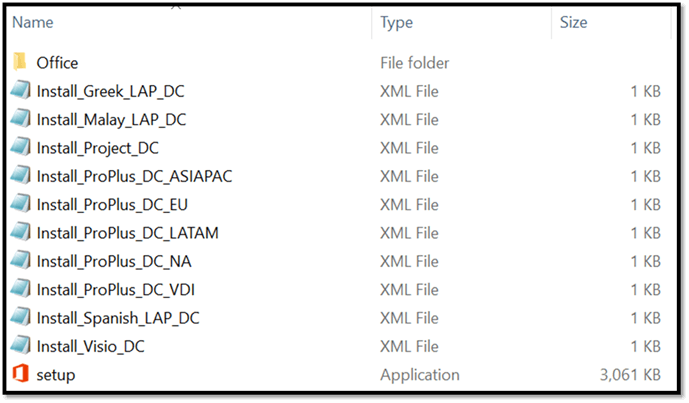 Name Type Size
Office File folder
Install_Greek_LAP_DC XML File 1 KB
Install_Malay_LAP_DC XML File 1 KB
Install_Project_DC XML File 1 KB
Install_ProPlus_DC_ASIAPAC XML File 1 KB
Install_ProPlus_DC_EU XML File 1 KB
Install_ProPlus_DC_LATAM XML File 1 KB
Install_ProPlus_DC_NA XML File 1 KB
Install_ProPlus_DC_VDI XML File 1 KB
Install_Spanish_LAP_DC XML File 1 KB
Install_Visio_DC XML File 1 KB
setup Application 3,061 KB